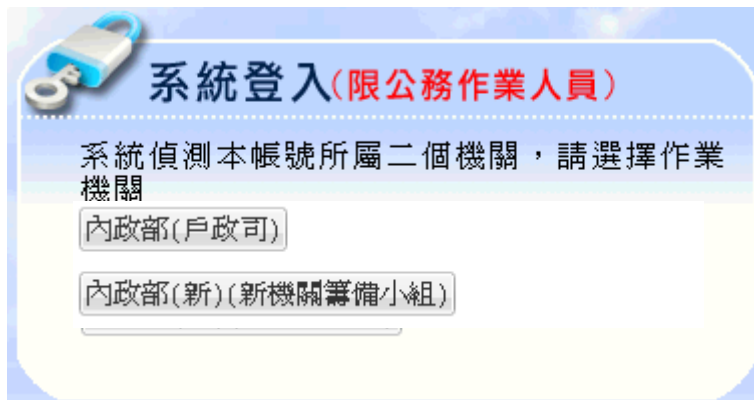 系統登入(限公務作業人員)
系統偵測本帳號所屬二個機關，請選擇作業
機關
內政部(戶政司)
內政部(新)(新機關籌備小組)